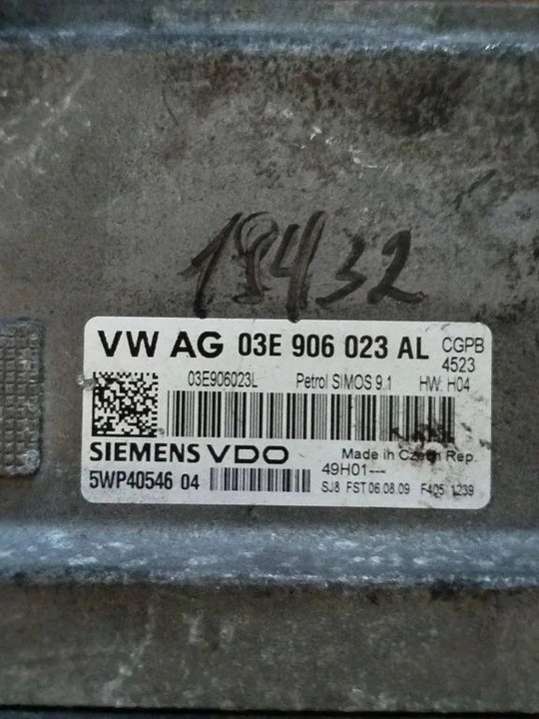 19432
VW AG 03E 906 023 AL CGPB
4523
03E906023L Petrol SIMOS 9.1 HW: H04
SIEMENS VDO Made in Czech Rep.
5WP40546 04 49H01---
SJ8 FST 06.08.09 F405 1239